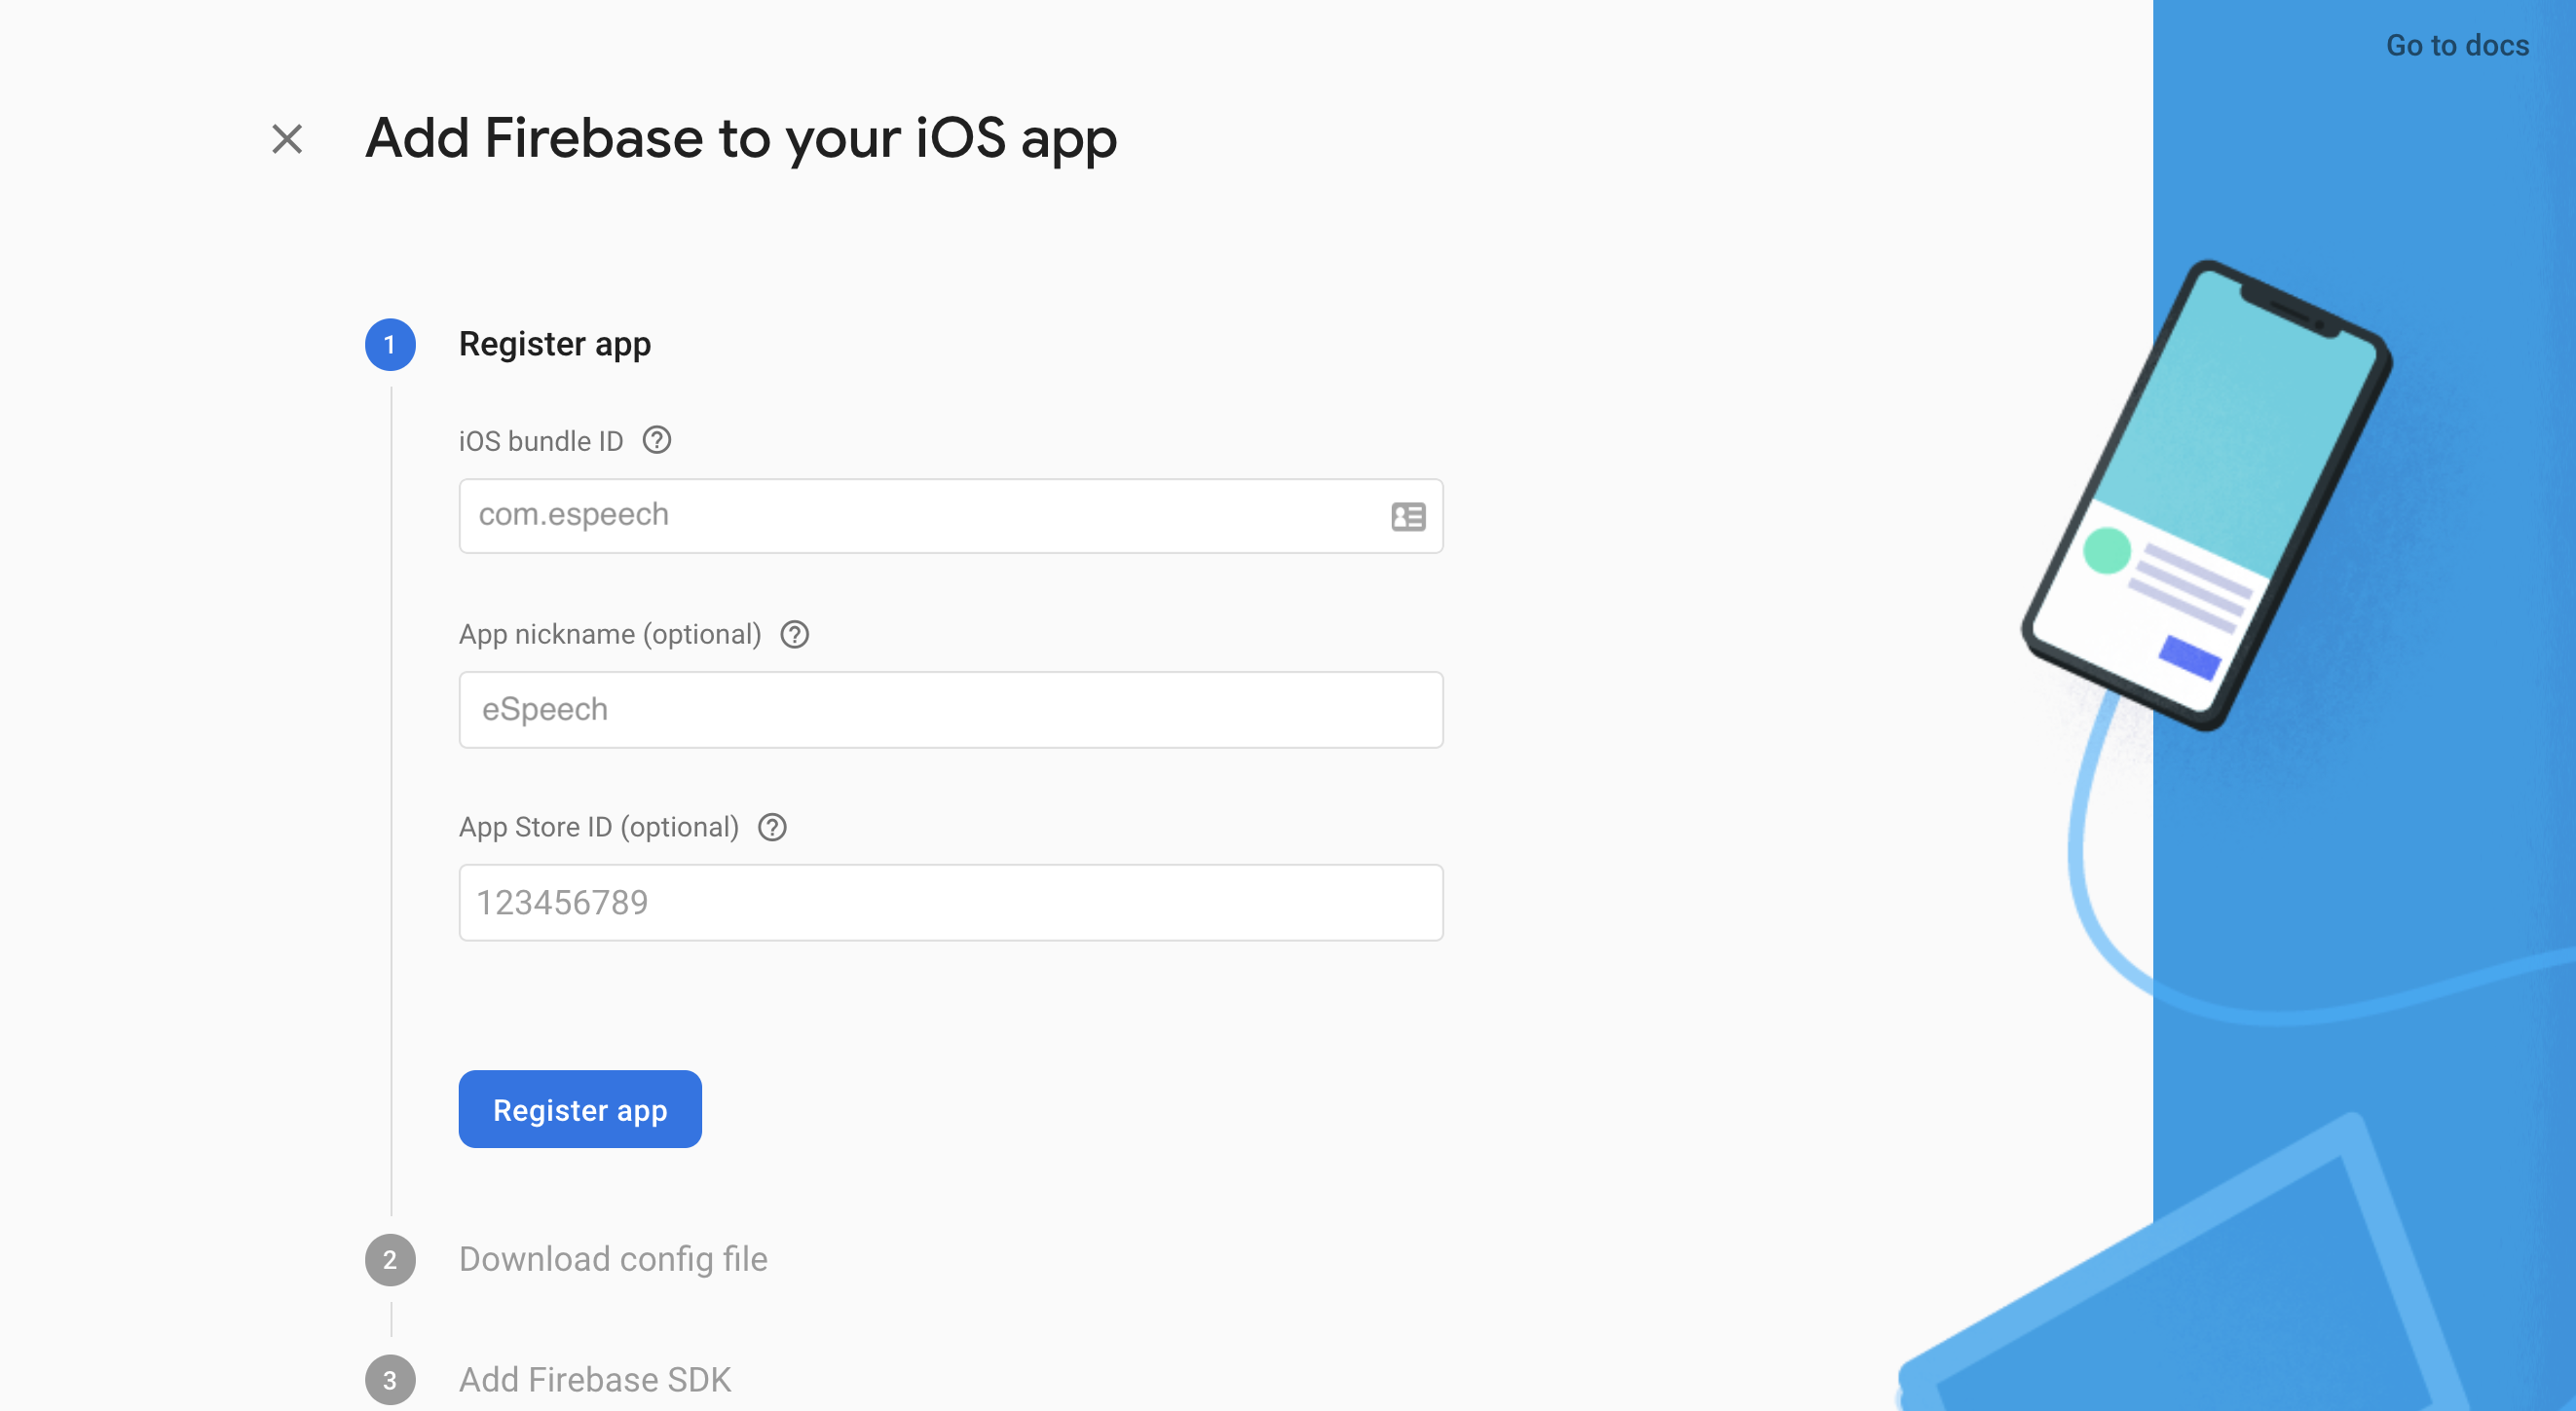 Go to docs
Add Firebase to your iOS app
1 Register app
iOS bundle ID ?
com.espeech
App nickname (optional) ?
eSpeech
App Store ID (optional) ?
123456789
Register app
2 Download config file
3 Add Firebase SDK